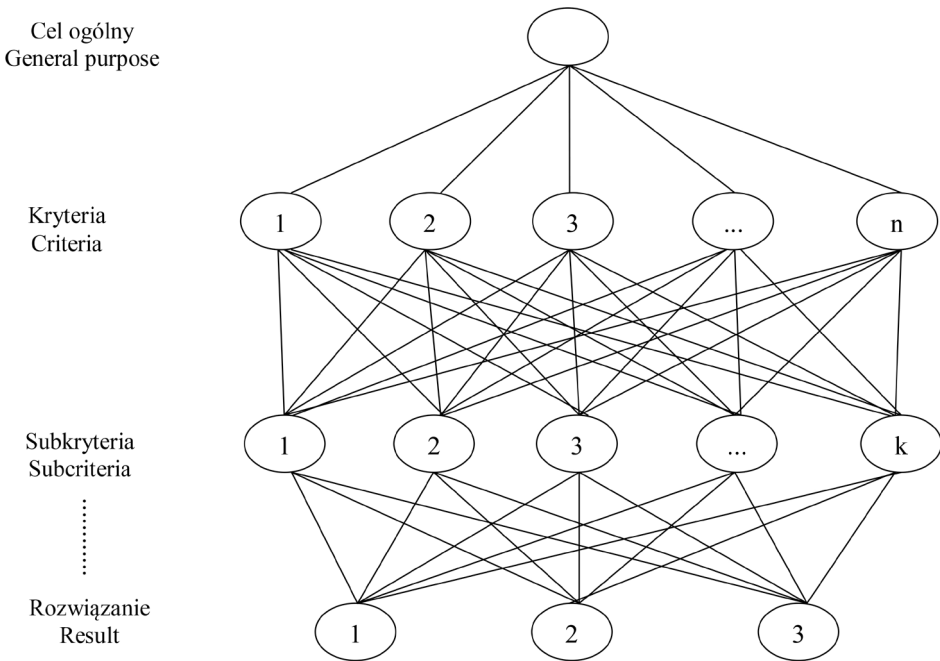 Cel ogólny
General purpose
Kryteria
Criteria
1 2 3 ... n
Subkryteria
Subcriteria
1 2 3 ... k
Rozwiązanie
Result
1 2 3